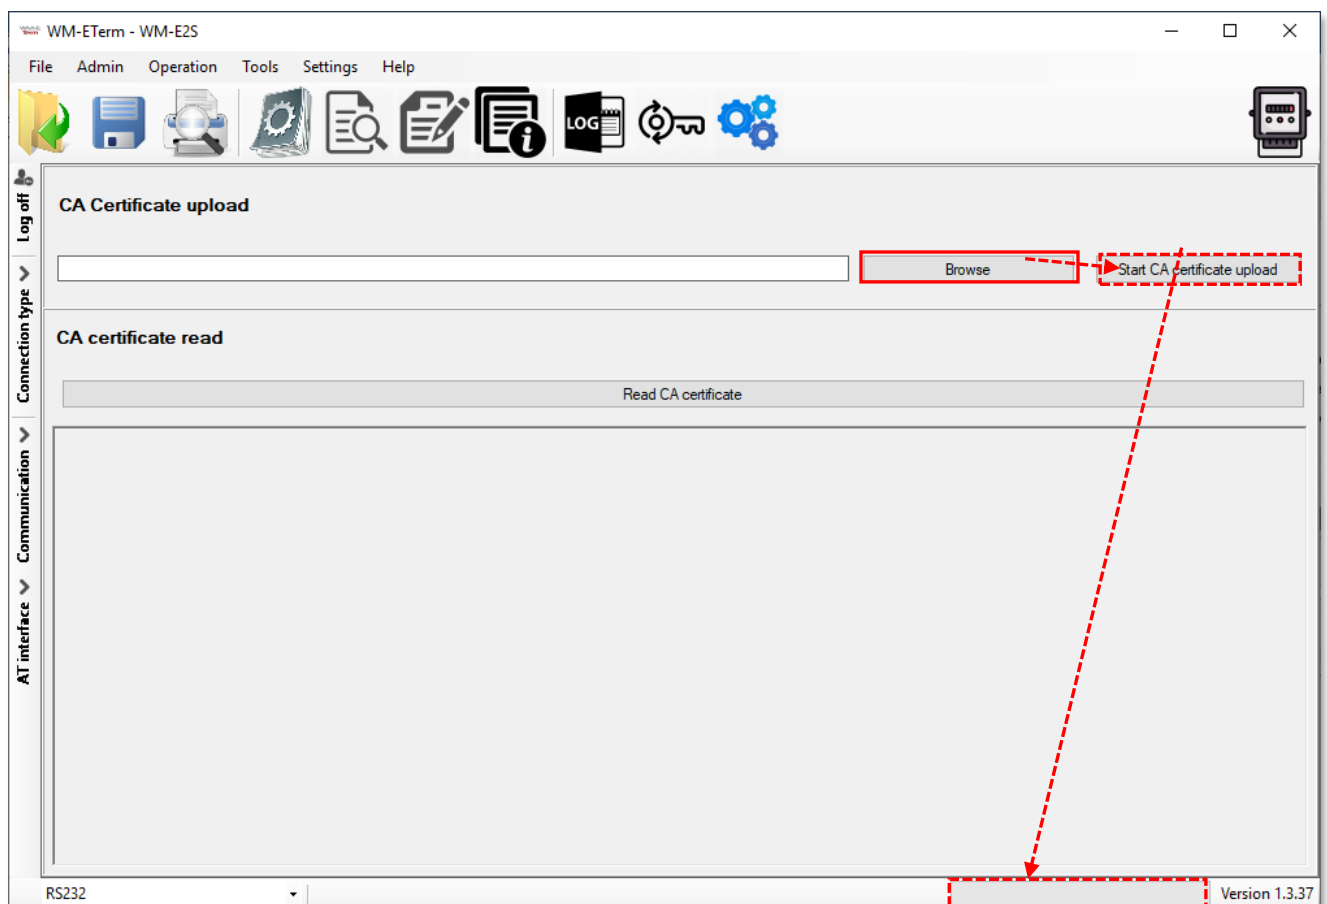 WM-ETerm - WM-E2S
File Admin Operation Tools Settings Help
LOG
Log off
Connection type
Communication
AT interface
CA Certificate upload
Browse
Start CA certificate upload
CA certificate read
Read CA certificate
RS232
Version 1.3.37